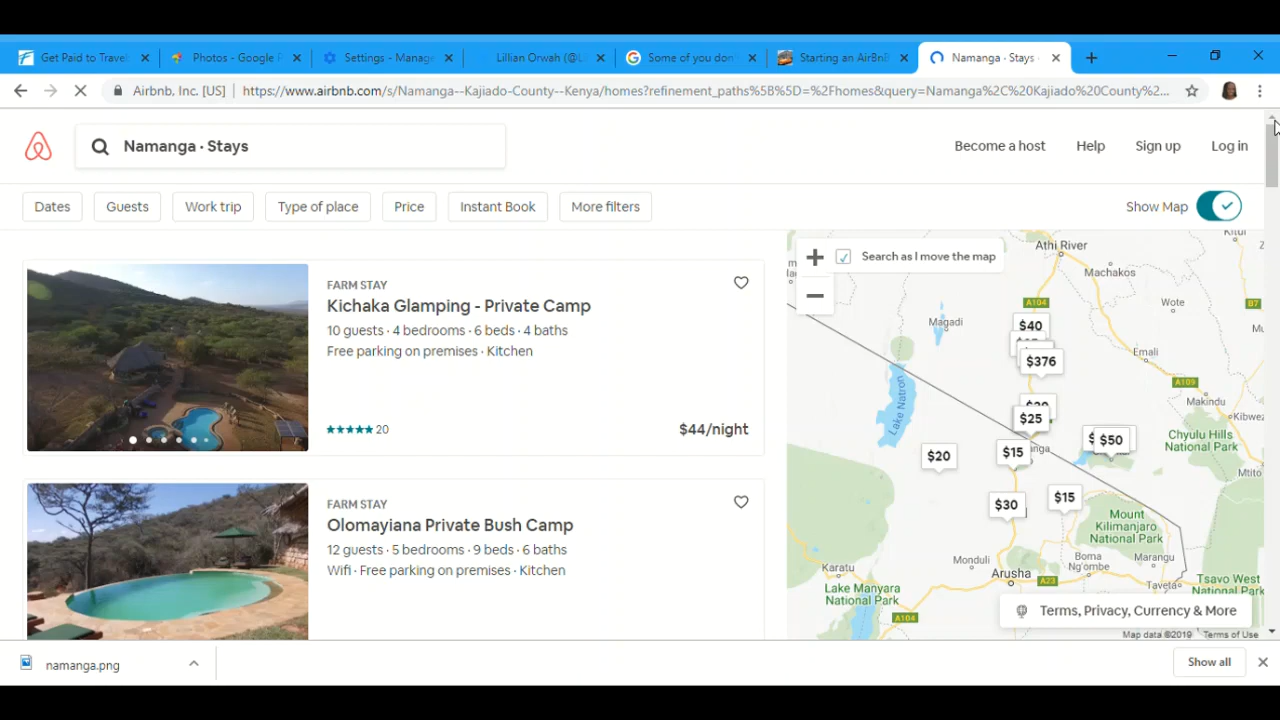 Get Paid to Travel
Photos - Google P
Settings - Manage
Lillian Orwah (@L
Some of you don'
Starting an AirBnB
Namanga · Stays
Airbnb, Inc. [US]
https://www.airbnb.com/s/Namanga--Kajiado-County--Kenya/homes?refinement_paths%5B%5D=%2Fhomes&query=Namanga%2C%20Kajiado%20County%2...
Namanga · Stays
Become a host
Help
Sign up
Log in
Dates
Guests
Work trip
Type of place
Price
Instant Book
More filters
Show Map
FARM STAY
Kichaka Glamping - Private Camp
10 guests · 4 bedrooms · 6 beds · 4 baths
Free parking on premises · Kitchen
20
$44/night
FARM STAY
Olomayiana Private Bush Camp
12 guests · 5 bedrooms · 9 beds · 6 baths
Wifi · Free parking on premises · Kitchen
Search as I move the map
Kitui
Athi River
Machakos
A104
Wote
B7
$40
Magadi
$376
Emali
A109
Makindu
Lake Natron
$25
Kibwez
$50
Chyulu Hills
National Park
$20
$15
Mtito
$30
$15
Mount
Kilimanjaro
National Park
Monduli
Boma
Ng'ombe
Marangu
Karatu
Arusha
A23
Taveta
Tsavo West
National Park
Lake Manyara
National Park
A104
Terms, Privacy, Currency & More
Map data ©2019
Terms of Use
namanga.png
Show all